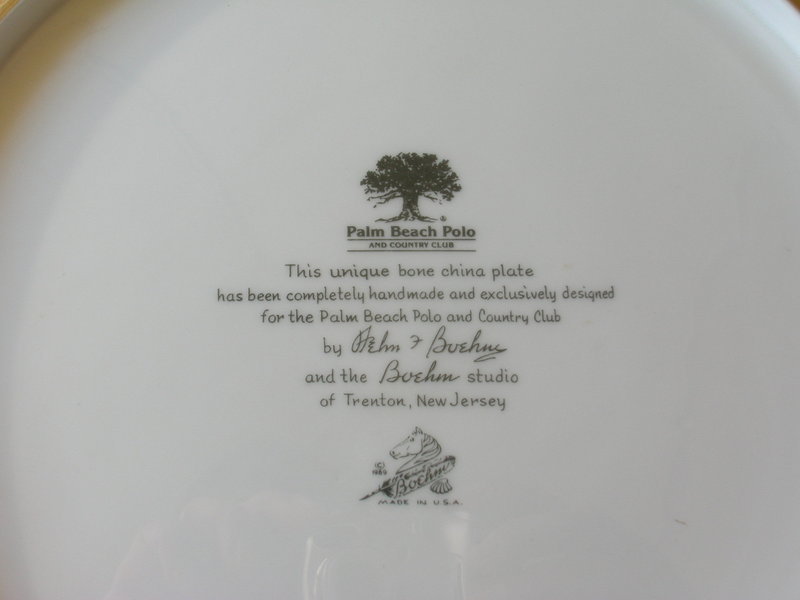 Palm Beach Polo
AND COUNTRY CLUB
This unique bone china plate
has been completely handmade and exclusively designed
for the Palm Beach Polo and Country Club
by Helen F Boehm
and the Boehm studio
of Trenton, New Jersey
© 1989
Boehm
MADE IN U.S.A.